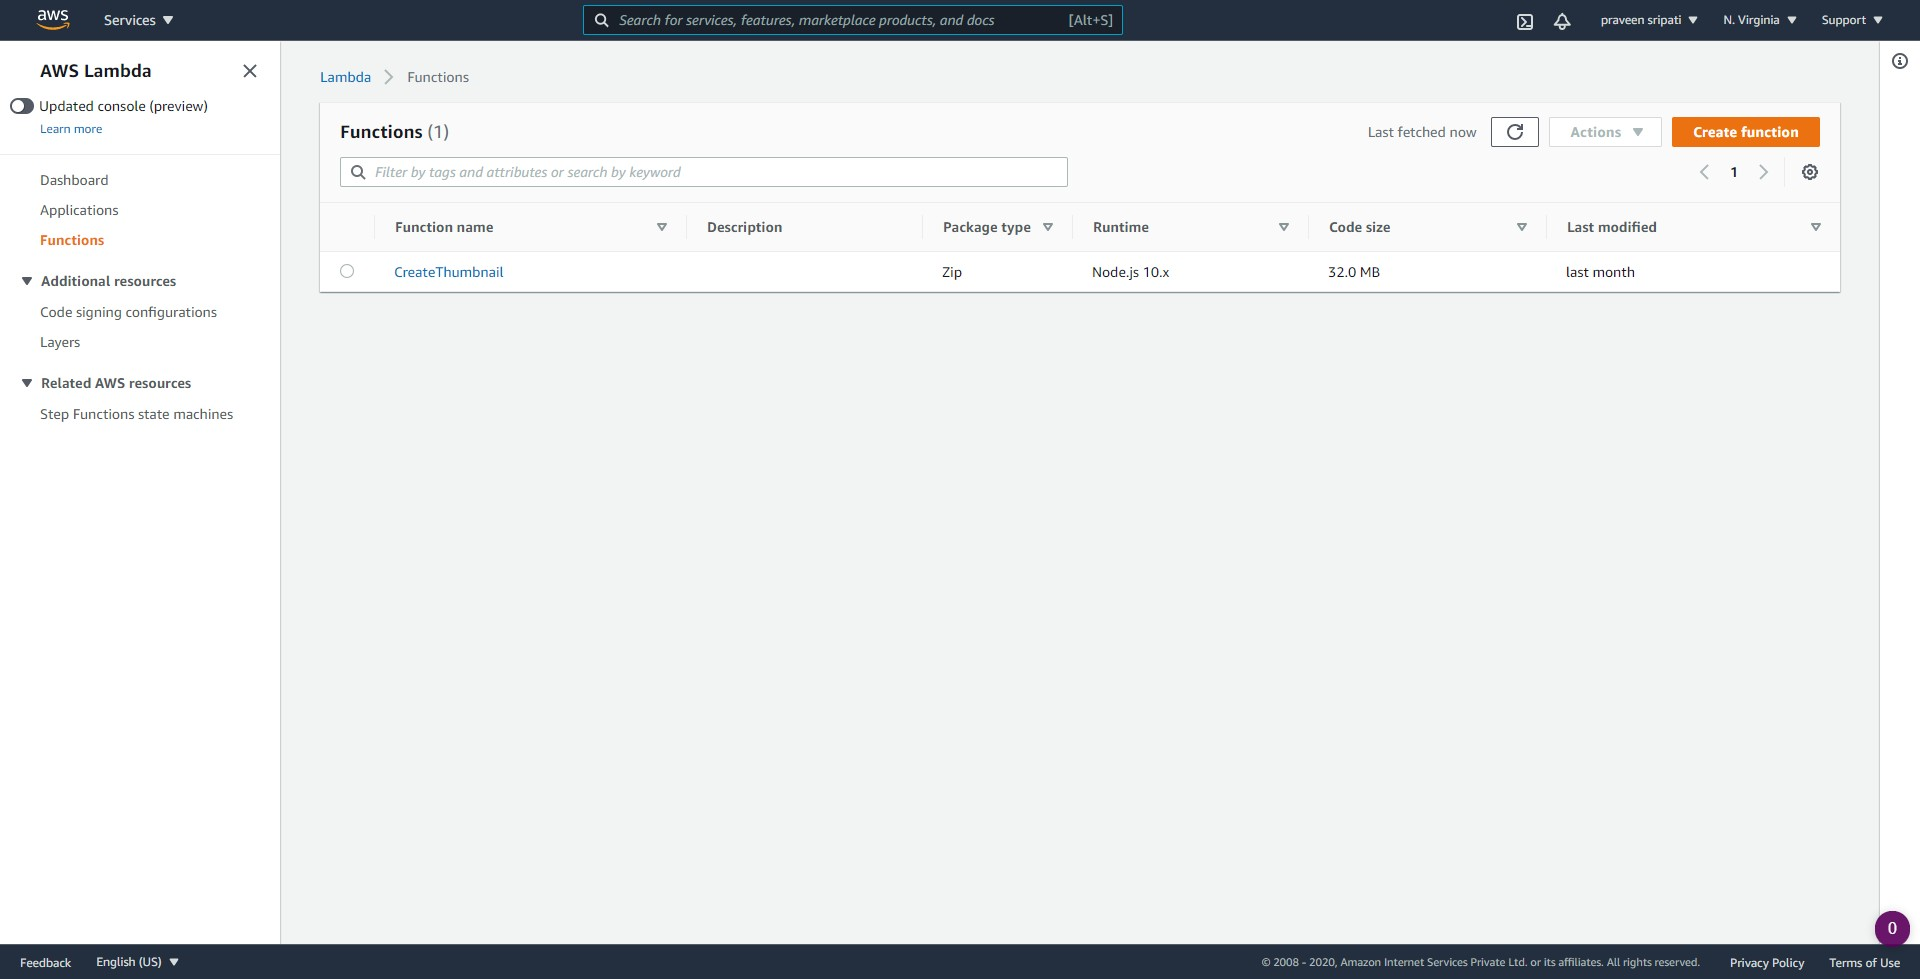 aws Services Search for services, features, marketplace products, and docs [Alt+S] praveen sripati N. Virginia Support
AWS Lambda
Updated console (preview)
Learn more
Dashboard
Applications
Functions
Additional resources
Code signing configurations
Layers
Related AWS resources
Step Functions state machines
Lambda Functions
Functions (1) Last fetched now Actions Create function
Filter by tags and attributes or search by keyword 1
Function name Description Package type Runtime Code size Last modified
CreateThumbnail Zip Node.js 10.x 32.0 MB last month
0
Feedback English (US) © 2008 - 2020, Amazon Internet Services Private Ltd. or its affiliates. All rights reserved. Privacy Policy Terms of Use